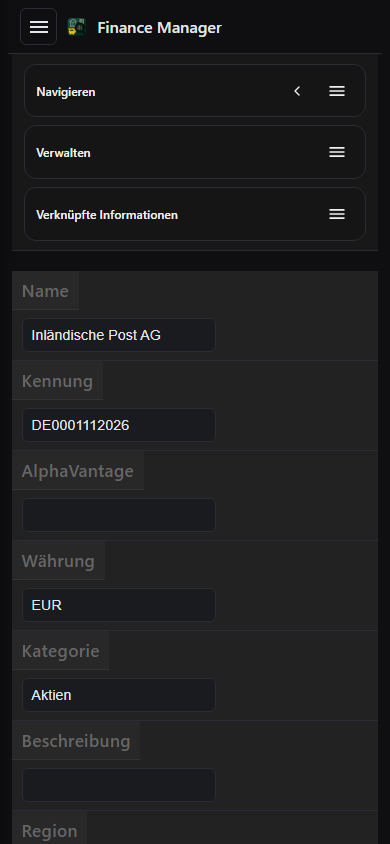 Finance Manager
Navigieren
Verwalten
Verknüpfte Informationen
Name
Inländische Post AG
Kennung
DE0001112026
AlphaVantage
Währung
EUR
Kategorie
Aktien
Beschreibung
Region